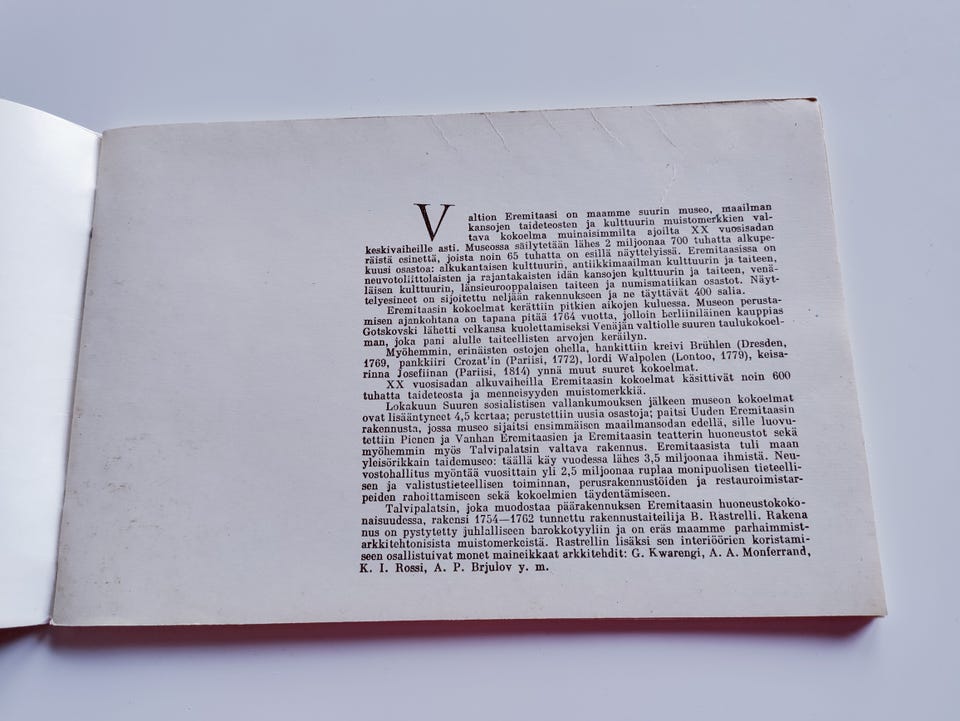 Valtion Eremitaasi on maamme suurin museo, maailman
kansojen taideteosten ja kulttuurin muistomerkkien val-
tava kokoelma muinaisimmilta ajoilta XX vuosisadan
keskivaiheille asti. Museossa säilytetään lähes 2 miljoonaa 700 tuhatta alkupe-
räistä esinettä, joista noin 65 tuhatta on esillä näyttelyissä. Eremitaasissa on
kuusi osastoa: alkukantaisen kulttuurin, antiikkimaailman kulttuurin ja taiteen,
neuvotoliittolaisten ja rajantakaisten idän kansojen kulttuurin ja taiteen, venä-
läisen kulttuurin, länsieurooppalaisen taiteen ja numismatiikan osastot. Näyt-
telyesineet on sijoitettu neljään rakennukseen ja ne täyttävät 400 salia.
Eremitaasin kokoelmat kerättiin pitkien aikojen kuluessa. Museon perusta-
misen ajankohtana on tapana pitää 1764 vuotta, jolloin berliiniläinen kauppias
Gotskovski lähetti velkansa kuolettamiseksi Venäjän valtiolle suuren taulukokoel-
man, joka pani alulle taiteellisten arvojen keräilyn.
Myöhemmin, erinäisten ostojen ohella, hankittiin kreivi Brühlen (Dresden,
1769, pankkiiri Crozat'in (Pariisi, 1772), lordi Walpolen (Lontoo, 1779), keisa-
rinna Josefiinan (Pariisi, 1814) ynnä muut suuret kokoelmat.
XX vuosisadan alkuvaiheilla Eremitaasin kokoelmat käsittivät noin 600
tuhatta taideteosta ja menneisyyden muistomerkkiä.
Lokakuun Suuren sosialistisen vallankumouksen jälkeen museon kokoelmat
ovat lisääntyneet 4,5 kertaa; perustettiin uusia osastoja; paitsi Uuden Eremitaasin
rakennusta, jossa museo sijaitsi ensimmäisen maailmansodan edellä, sille luovu-
tettiin Pienen ja Vanhan Eremitaasien ja Eremitaasin teatterin huoneustot sekä
myöhemmin myös Talvipalatsin valtava rakennus. Eremitaasista tuli maan
yleisörikkain taidemuseo: täällä käy vuodessa lähes 3,5 miljoonaa ihmistä. Neu-
vostohallitus myöntää vuosittain yli 2,5 miljoonaa ruplaa monipuolisen tieteelli-
sen ja valistustieteellisen toiminnan, perusrakennustöiden ja restauroimistar-
peiden rahoittamiseen sekä kokoelmien täydentämiseen.
Talvipalatsin, joka muodostaa päärakennuksen Eremitaasin huoneustokoko-
naisuudessa, rakensi 1754—1762 tunnettu rakennustaiteilija B. Rastrelli. Rakena
nus on pystytetty juhlalliseen barokkotyyliin ja on eräs maamme parhaimmist-
arkkitehtonisista muistomerkeistä. Rastrellin lisäksi sen interiöörien koristami-
seen osallistuivat monet maineikkaat arkkitehdit: G. Kwarengi, A. A. Monferrand,
K. I. Rossi, A. P. Brjulov y. m.